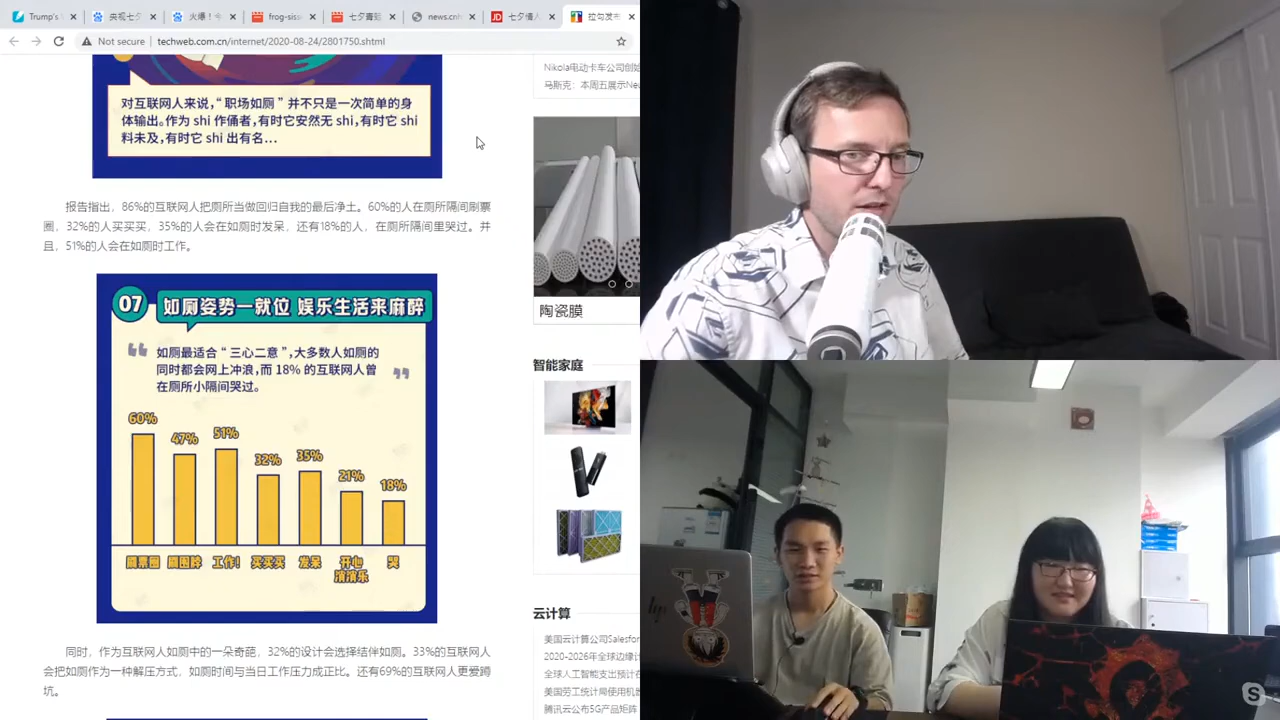 Trump's
央视七夕
火爆！今
frog-siss
七夕青蛙
news.cnh
七夕情人
拉勾发布
Not secure
techweb.com.cn/internet/2020-08-24/2801750.shtml
对互联网人来说，“职场如厕”并不只是一次简单的身
体输出。作为 shi 作俑者，有时它安然无 shi，有时它 shi
料未及，有时它 shi 出有名…
报告指出，86%的互联网人把厕所当做回归自我的最后净土。60%的人在厕所隔间刷票
圈，32%的人买买买，35%的人会在如厕时发呆，还有18%的人，在厕所隔间里哭过。并
且，51%的人会在如厕时工作。
07
如厕姿势一就位 娱乐生活来麻醉
如厕最适合“三心二意”，大多数人如厕的
同时都会网上冲浪，而 18% 的互联网人曾
在厕所小隔间哭过。
60%
47%
51%
32%
35%
21%
18%
刷票圈
工作！
买买买
发呆
开心
消消乐
哭
同时，作为互联网人如厕中的一朵奇葩，32%的设计会选择结伴如厕。33%的互联网人
会把如厕作为一种解压方式，如厕时间与当日工作压力成正比。还有69%的互联网人更爱蹲
坑。
Nikola电动卡车公司创始
马斯克：本周五展示Neu
陶瓷膜
智能家庭
云计算
美国云计算公司Salesfor
2020-2026年全球边缘计
全球人工智能支出预计在
美国劳工统计局使用机器
腾讯云公布5G产品矩阵
hp